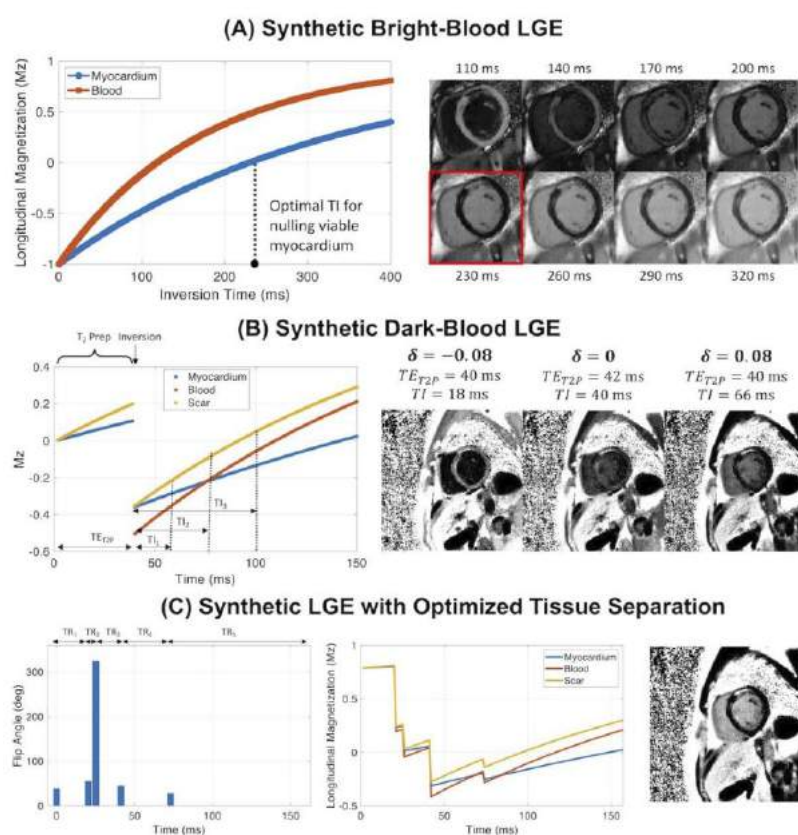 (A) Synthetic Bright-Blood LGE
Longitudinal Magnetization (Mz)
1
0.5
0
-0.5
-1
Myocardium
Blood
Optimal TI for
nulling viable
myocardium
0 100 200 300 400
Inversion Time (ms)
110 ms 140 ms 170 ms 200 ms
230 ms 260 ms 290 ms 320 ms
(B) Synthetic Dark-Blood LGE
T2 Prep Inversion
Mz
0.4
0.2
0
-0.2
-0.4
-0.6
Myocardium
Blood
Scar
TI3
TI2
TI1
TE_T2P
0 50 100 150
Time (ms)
δ = −0.08 δ = 0 δ = 0.08
TE_T2P = 40 ms TE_T2P = 42 ms TE_T2P = 40 ms
TI = 18 ms TI = 40 ms TI = 66 ms
(C) Synthetic LGE with Optimized Tissue Separation
TR1 TR2 TR3 TR4 TR5
Flip Angle (deg)
300
200
100
0
0 50 100 150
Time (ms)
Longitudinal Magnetization (Mz)
1
0.5
0
-0.5
Myocardium
Blood
Scar
0 50 100 150
Time (ms)